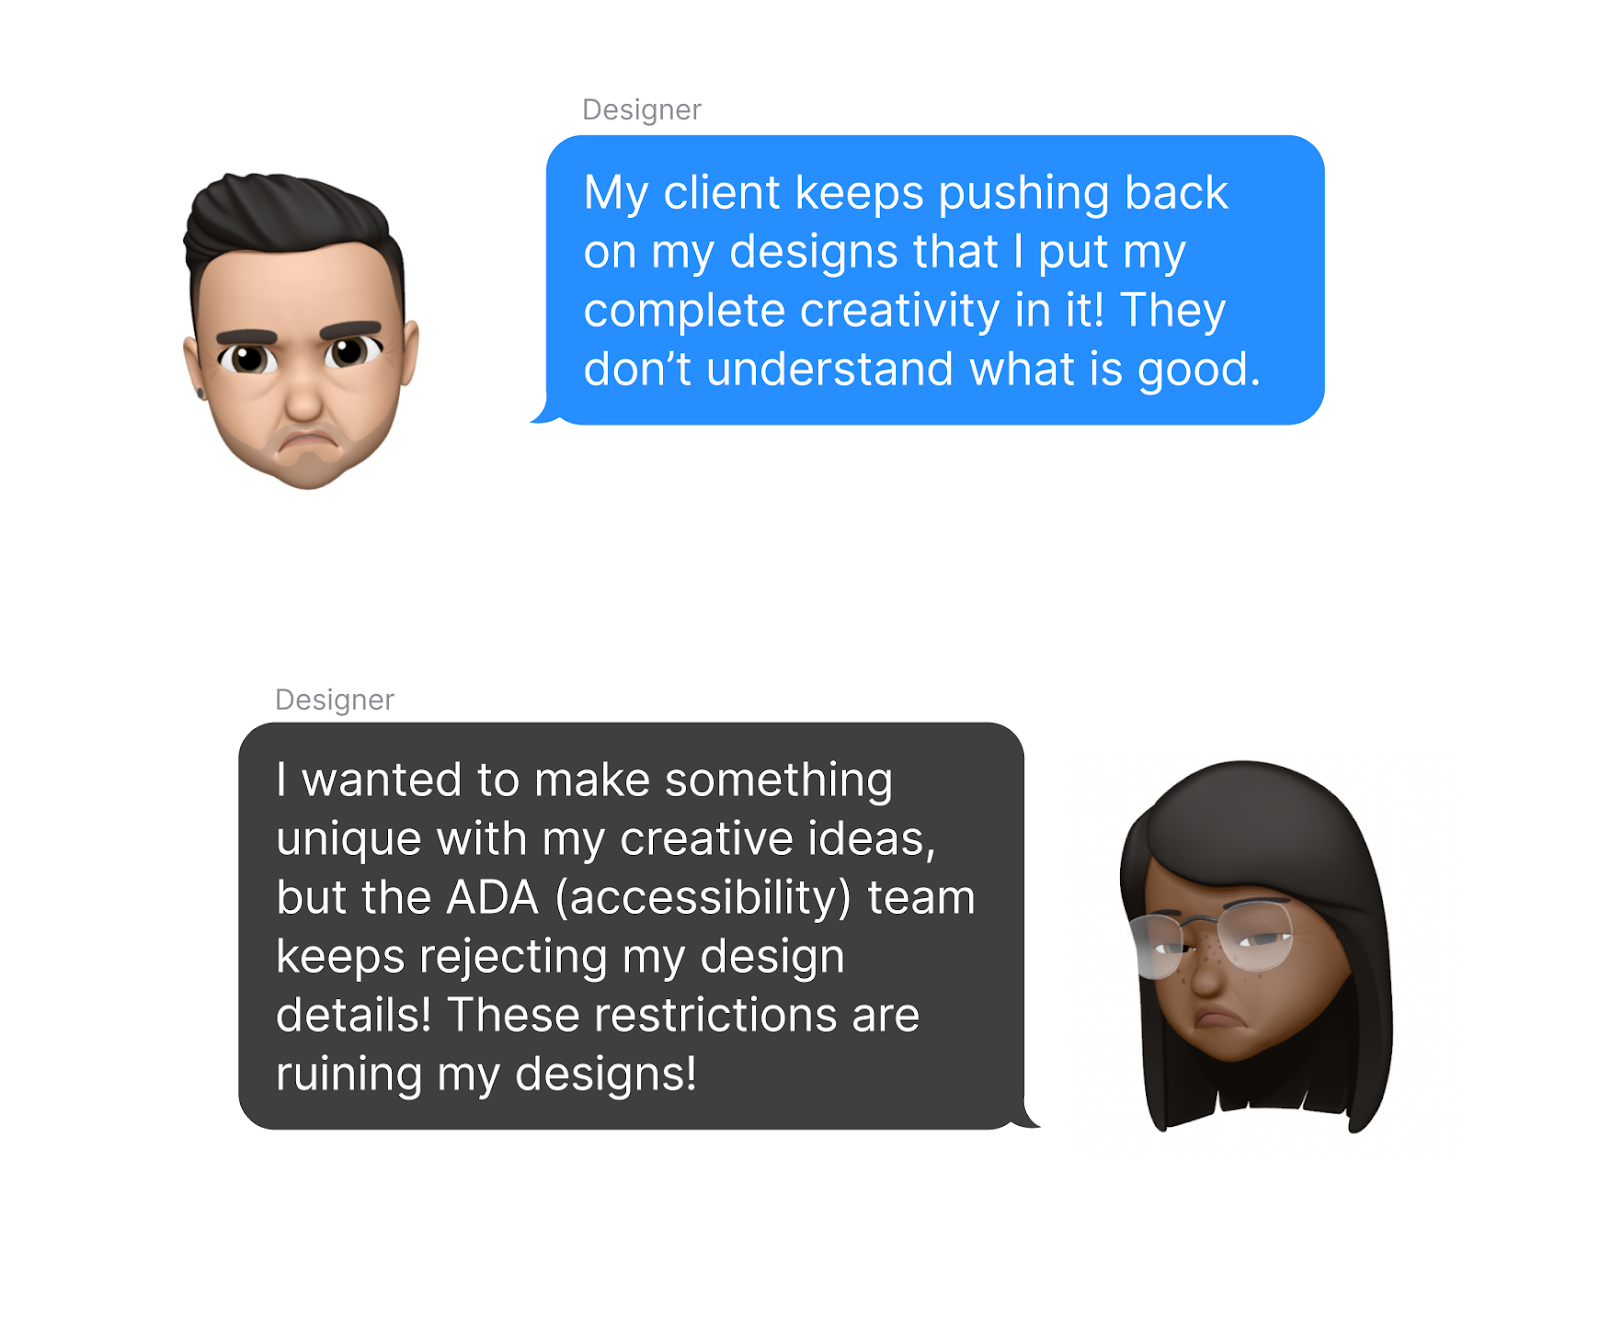 Designer
My client keeps pushing back
on my designs that I put my
complete creativity in it! They
don’t understand what is good.
Designer
I wanted to make something
unique with my creative ideas,
but the ADA (accessibility) team
keeps rejecting my design
details! These restrictions are
ruining my designs!